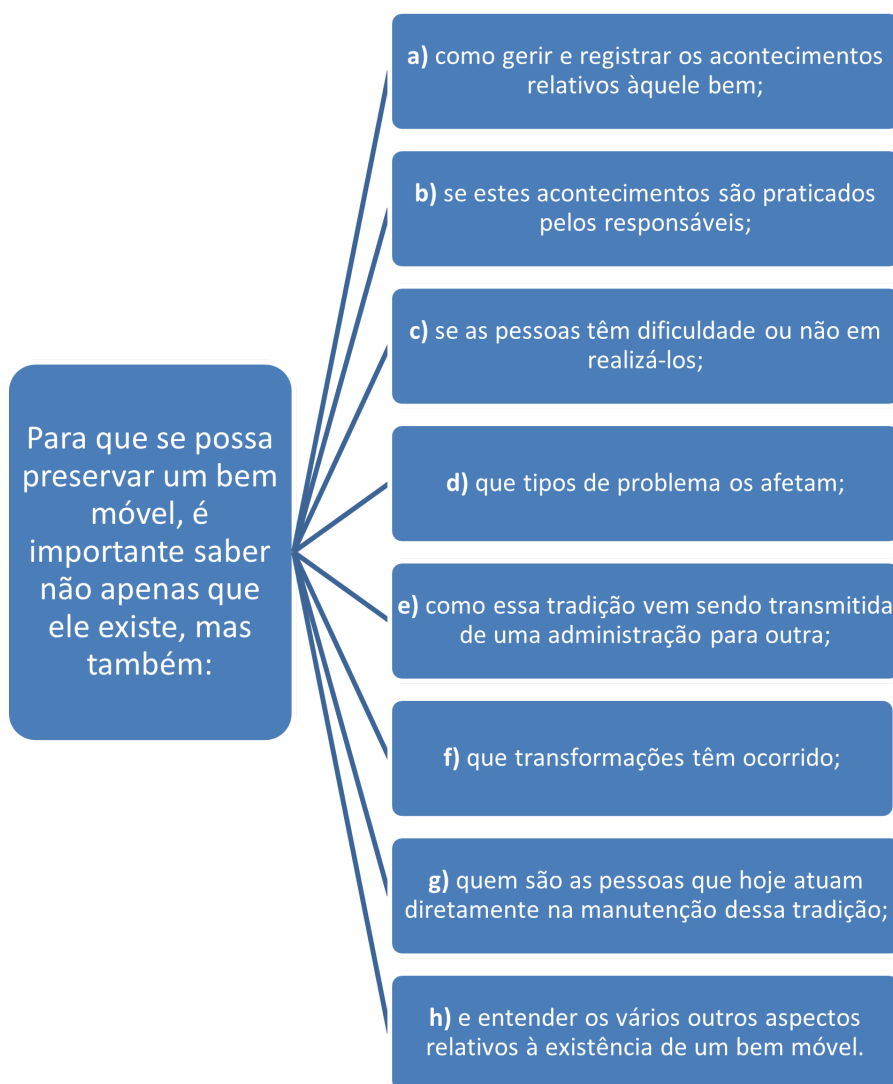 Para que se possa
preservar um bem
móvel, é
importante saber
não apenas que
ele existe, mas
também:
a) como gerir e registrar os acontecimentos
relativos àquele bem;
b) se estes acontecimentos são praticados
pelos responsáveis;
c) se as pessoas têm dificuldade ou não em
realizá-los;
d) que tipos de problema os afetam;
e) como essa tradição vem sendo transmitida
de uma administração para outra;
f) que transformações têm ocorrido;
g) quem são as pessoas que hoje atuam
diretamente na manutenção dessa tradição;
h) e entender os vários outros aspectos
relativos à existência de um bem móvel.